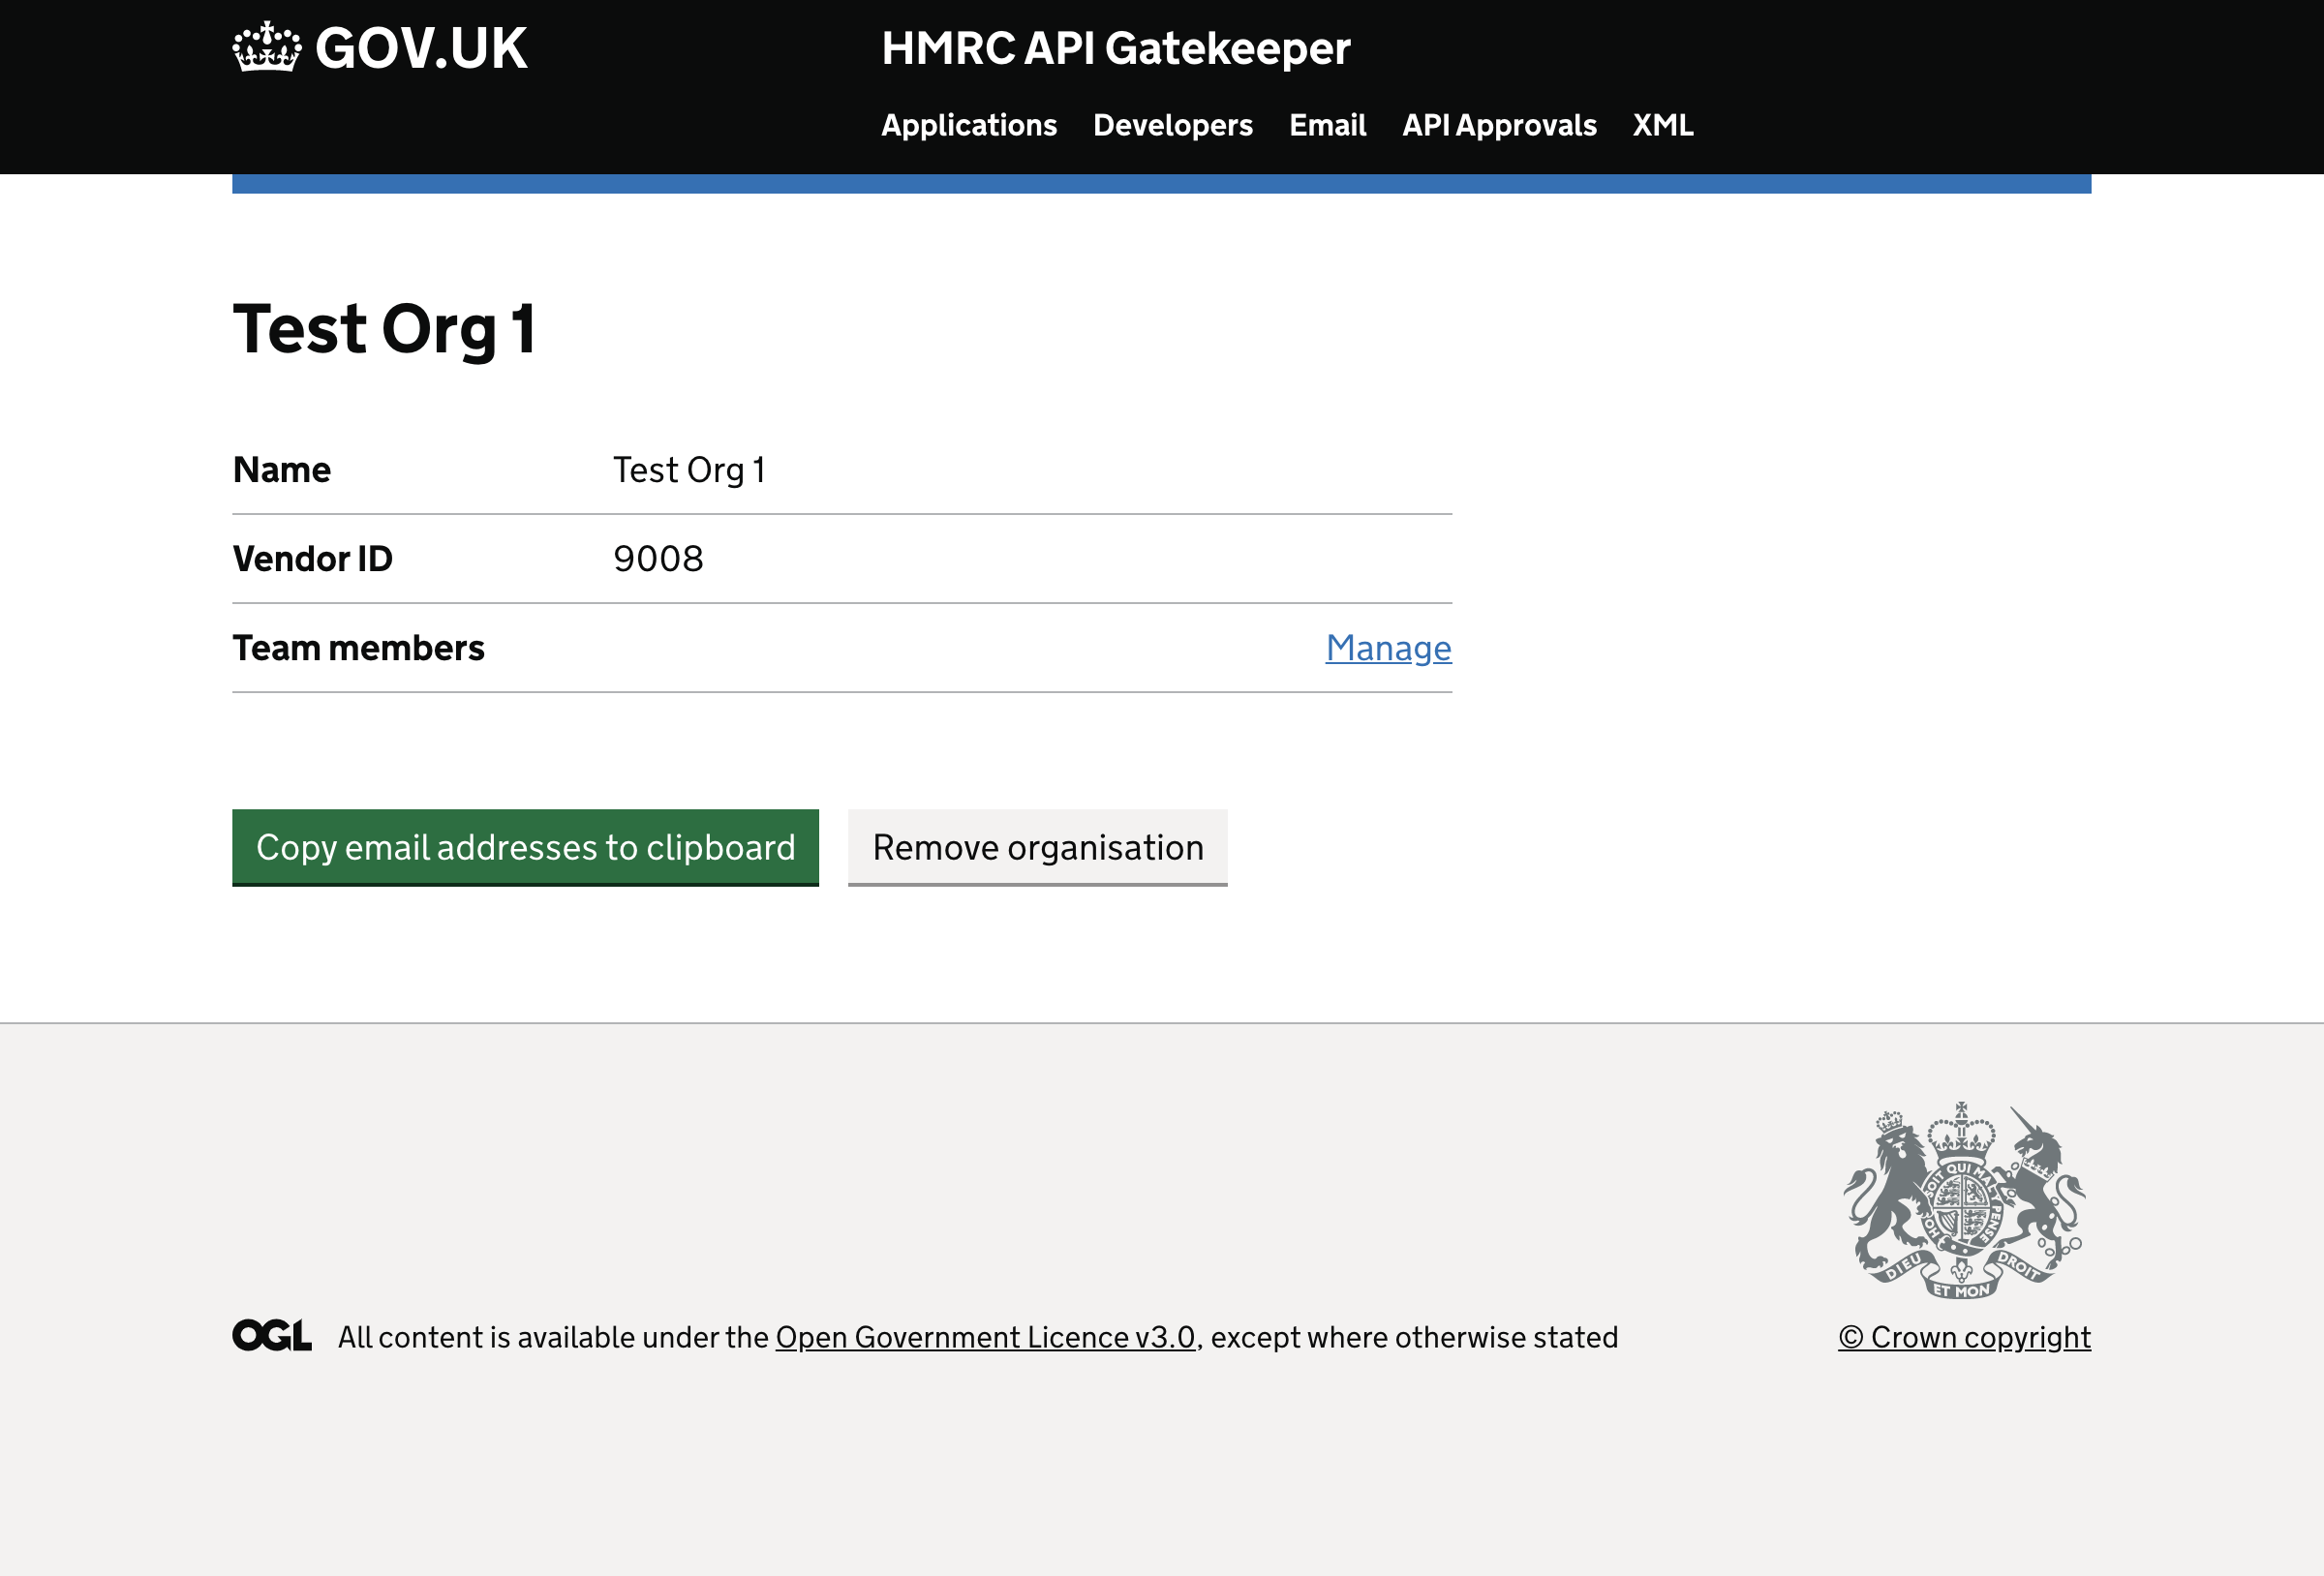 GOV.UK
HMRC API Gatekeeper
Applications Developers Email API Approvals XML
Test Org 1
Name Test Org 1
Vendor ID 9008
Team members Manage
Copy email addresses to clipboard Remove organisation
HONI SOIT QUI MAL Y PENSE
DIEU ET MON DROIT
OGL All content is available under the Open Government Licence v3.0, except where otherwise stated © Crown copyright